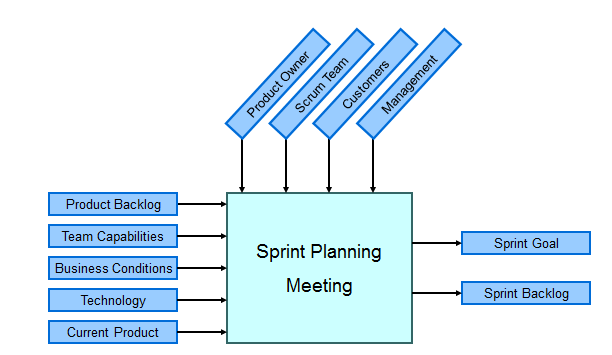 Product Owner
Scrum Team
Customers
Management
Product Backlog
Team Capabilities
Business Conditions
Technology
Current Product
Sprint Planning
Meeting
Sprint Goal
Sprint Backlog